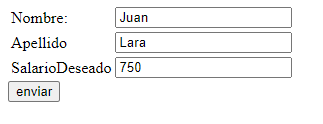 Nombre: Juan
Apellido Lara
SalarioDeseado 750
enviar